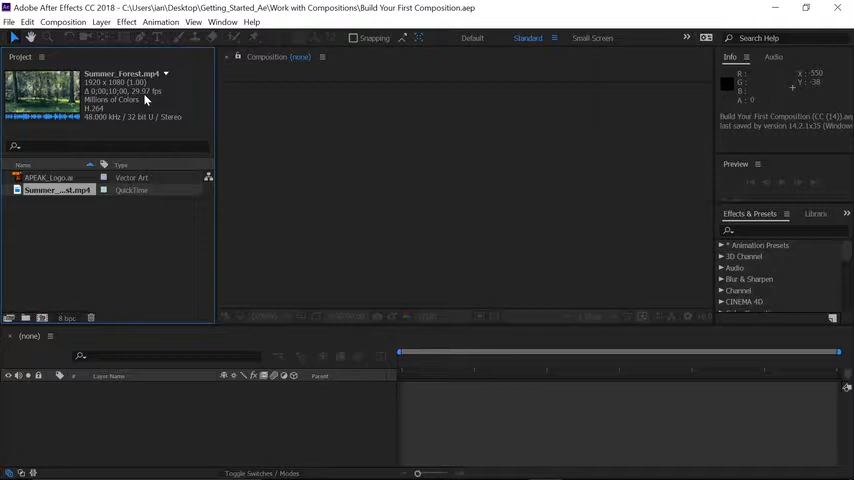 Adobe After Effects CC 2018 - C:\Users\ian\Desktop\Getting_Started_Ae\Work with Compositions\Build Your First Composition.aep
File Edit Composition Layer Effect Animation View Window Help
Snapping Default Standard Small Screen Search Help
Project
Composition (none)
Info Audio
Summer_Forest.mp4
1920 x 1080 (1.00)
Δ 0;00;10;00, 29.97 fps
Millions of Colors
H.264
48.000 kHz / 32 bit U / Stereo
R :
G :
B :
A : 0
X : -550
Y : -38
Build Your First Composition (CC (14)).ae
last saved by version 14.2.1x35 (Window
Name Type
APEAK_Logo.ai Vector Art
Summer_...st.mp4 QuickTime
Preview
Effects & Presets Librari
* Animation Presets
3D Channel
Audio
Blur & Sharpen
Channel
CINEMA 4D
8 bpc
(none)
# Layer Name Parent
Toggle Switches / Modes